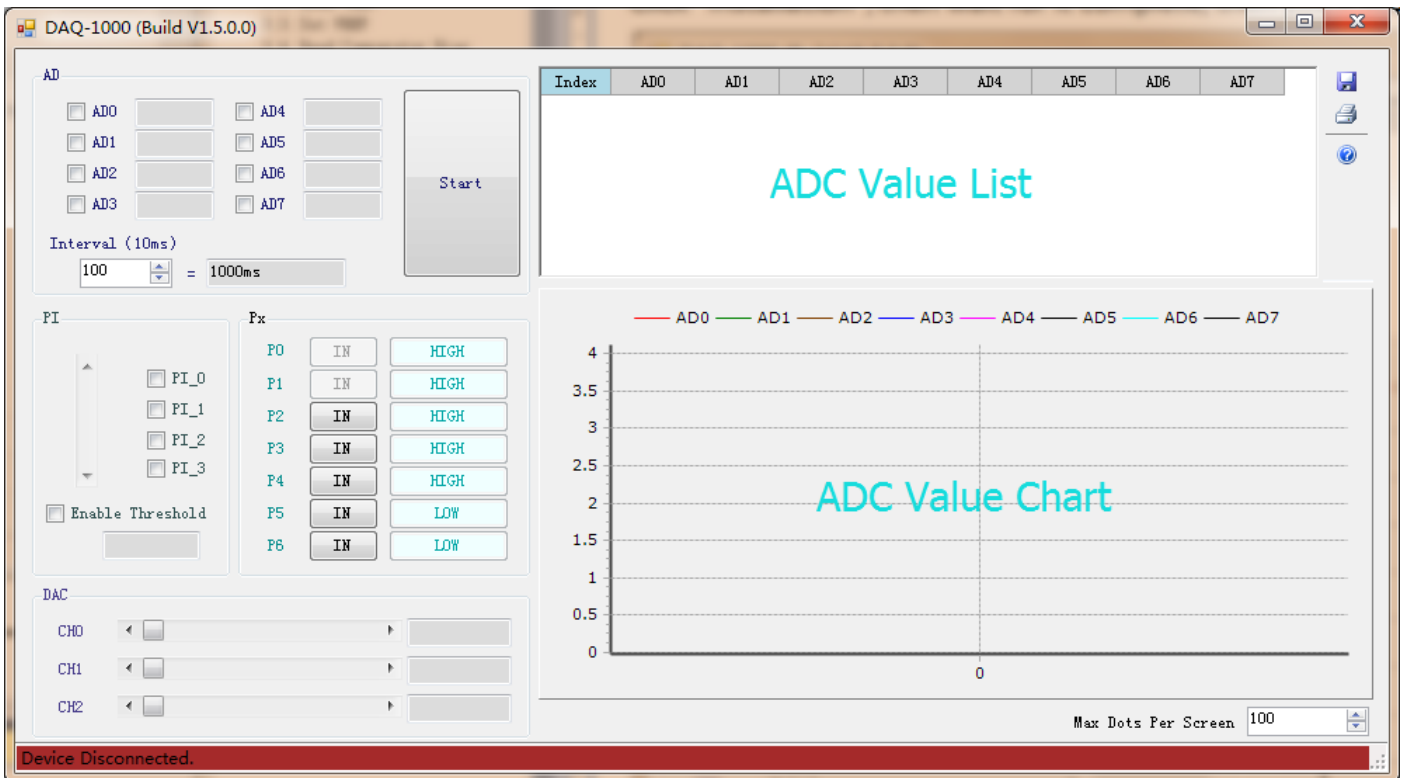 DAQ-1000 (Build V1.5.0.0)
AD
AD0 AD4
AD1 AD5
AD2 AD6
AD3 AD7
Start
Interval (10ms)
100 = 1000ms
Index AD0 AD1 AD2 AD3 AD4 AD5 AD6 AD7
ADC Value List
PI
PI_0
PI_1
PI_2
PI_3
Enable Threshold
Px
P0 IN HIGH
P1 IN HIGH
P2 IN HIGH
P3 IN HIGH
P4 IN HIGH
P5 IN LOW
P6 IN LOW
DAC
CH0
CH1
CH2
AD0 AD1 AD2 AD3 AD4 AD5 AD6 AD7
4
3.5
3
2.5
2
1.5
1
0.5
0
ADC Value Chart
0
Max Dots Per Screen 100
Device Disconnected.